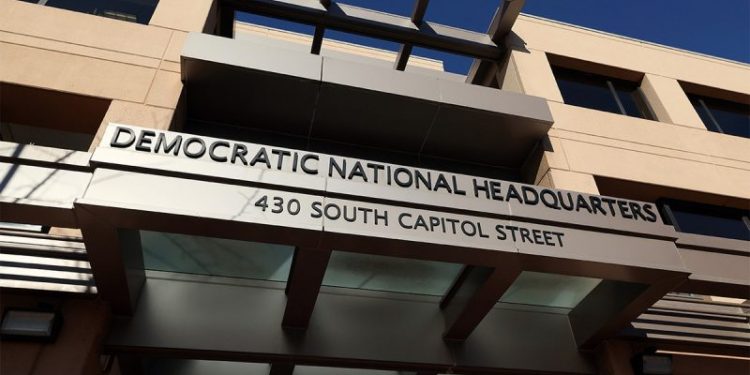 DEMOCRATIC NATIONAL HEADQUARTERS
430 SOUTH CAPITOL STREET